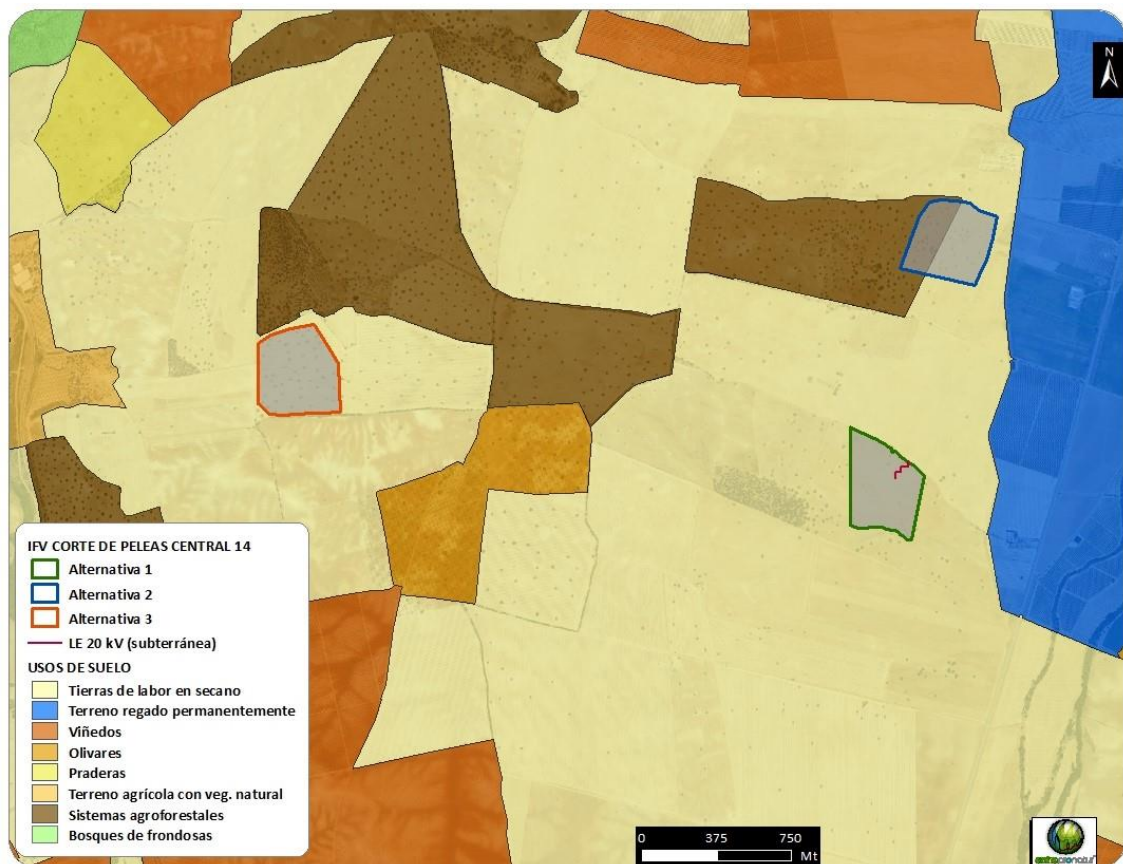 N
IFV CORTE DE PELEAS CENTRAL 14
Alternativa 1
Alternativa 2
Alternativa 3
LE 20 kV (subterránea)
USOS DE SUELO
Tierras de labor en secano
Terreno regado permanentemente
Viñedos
Olivares
Praderas
Terreno agrícola con veg. natural
Sistemas agroforestales
Bosques de frondosas
0 375 750
Mt